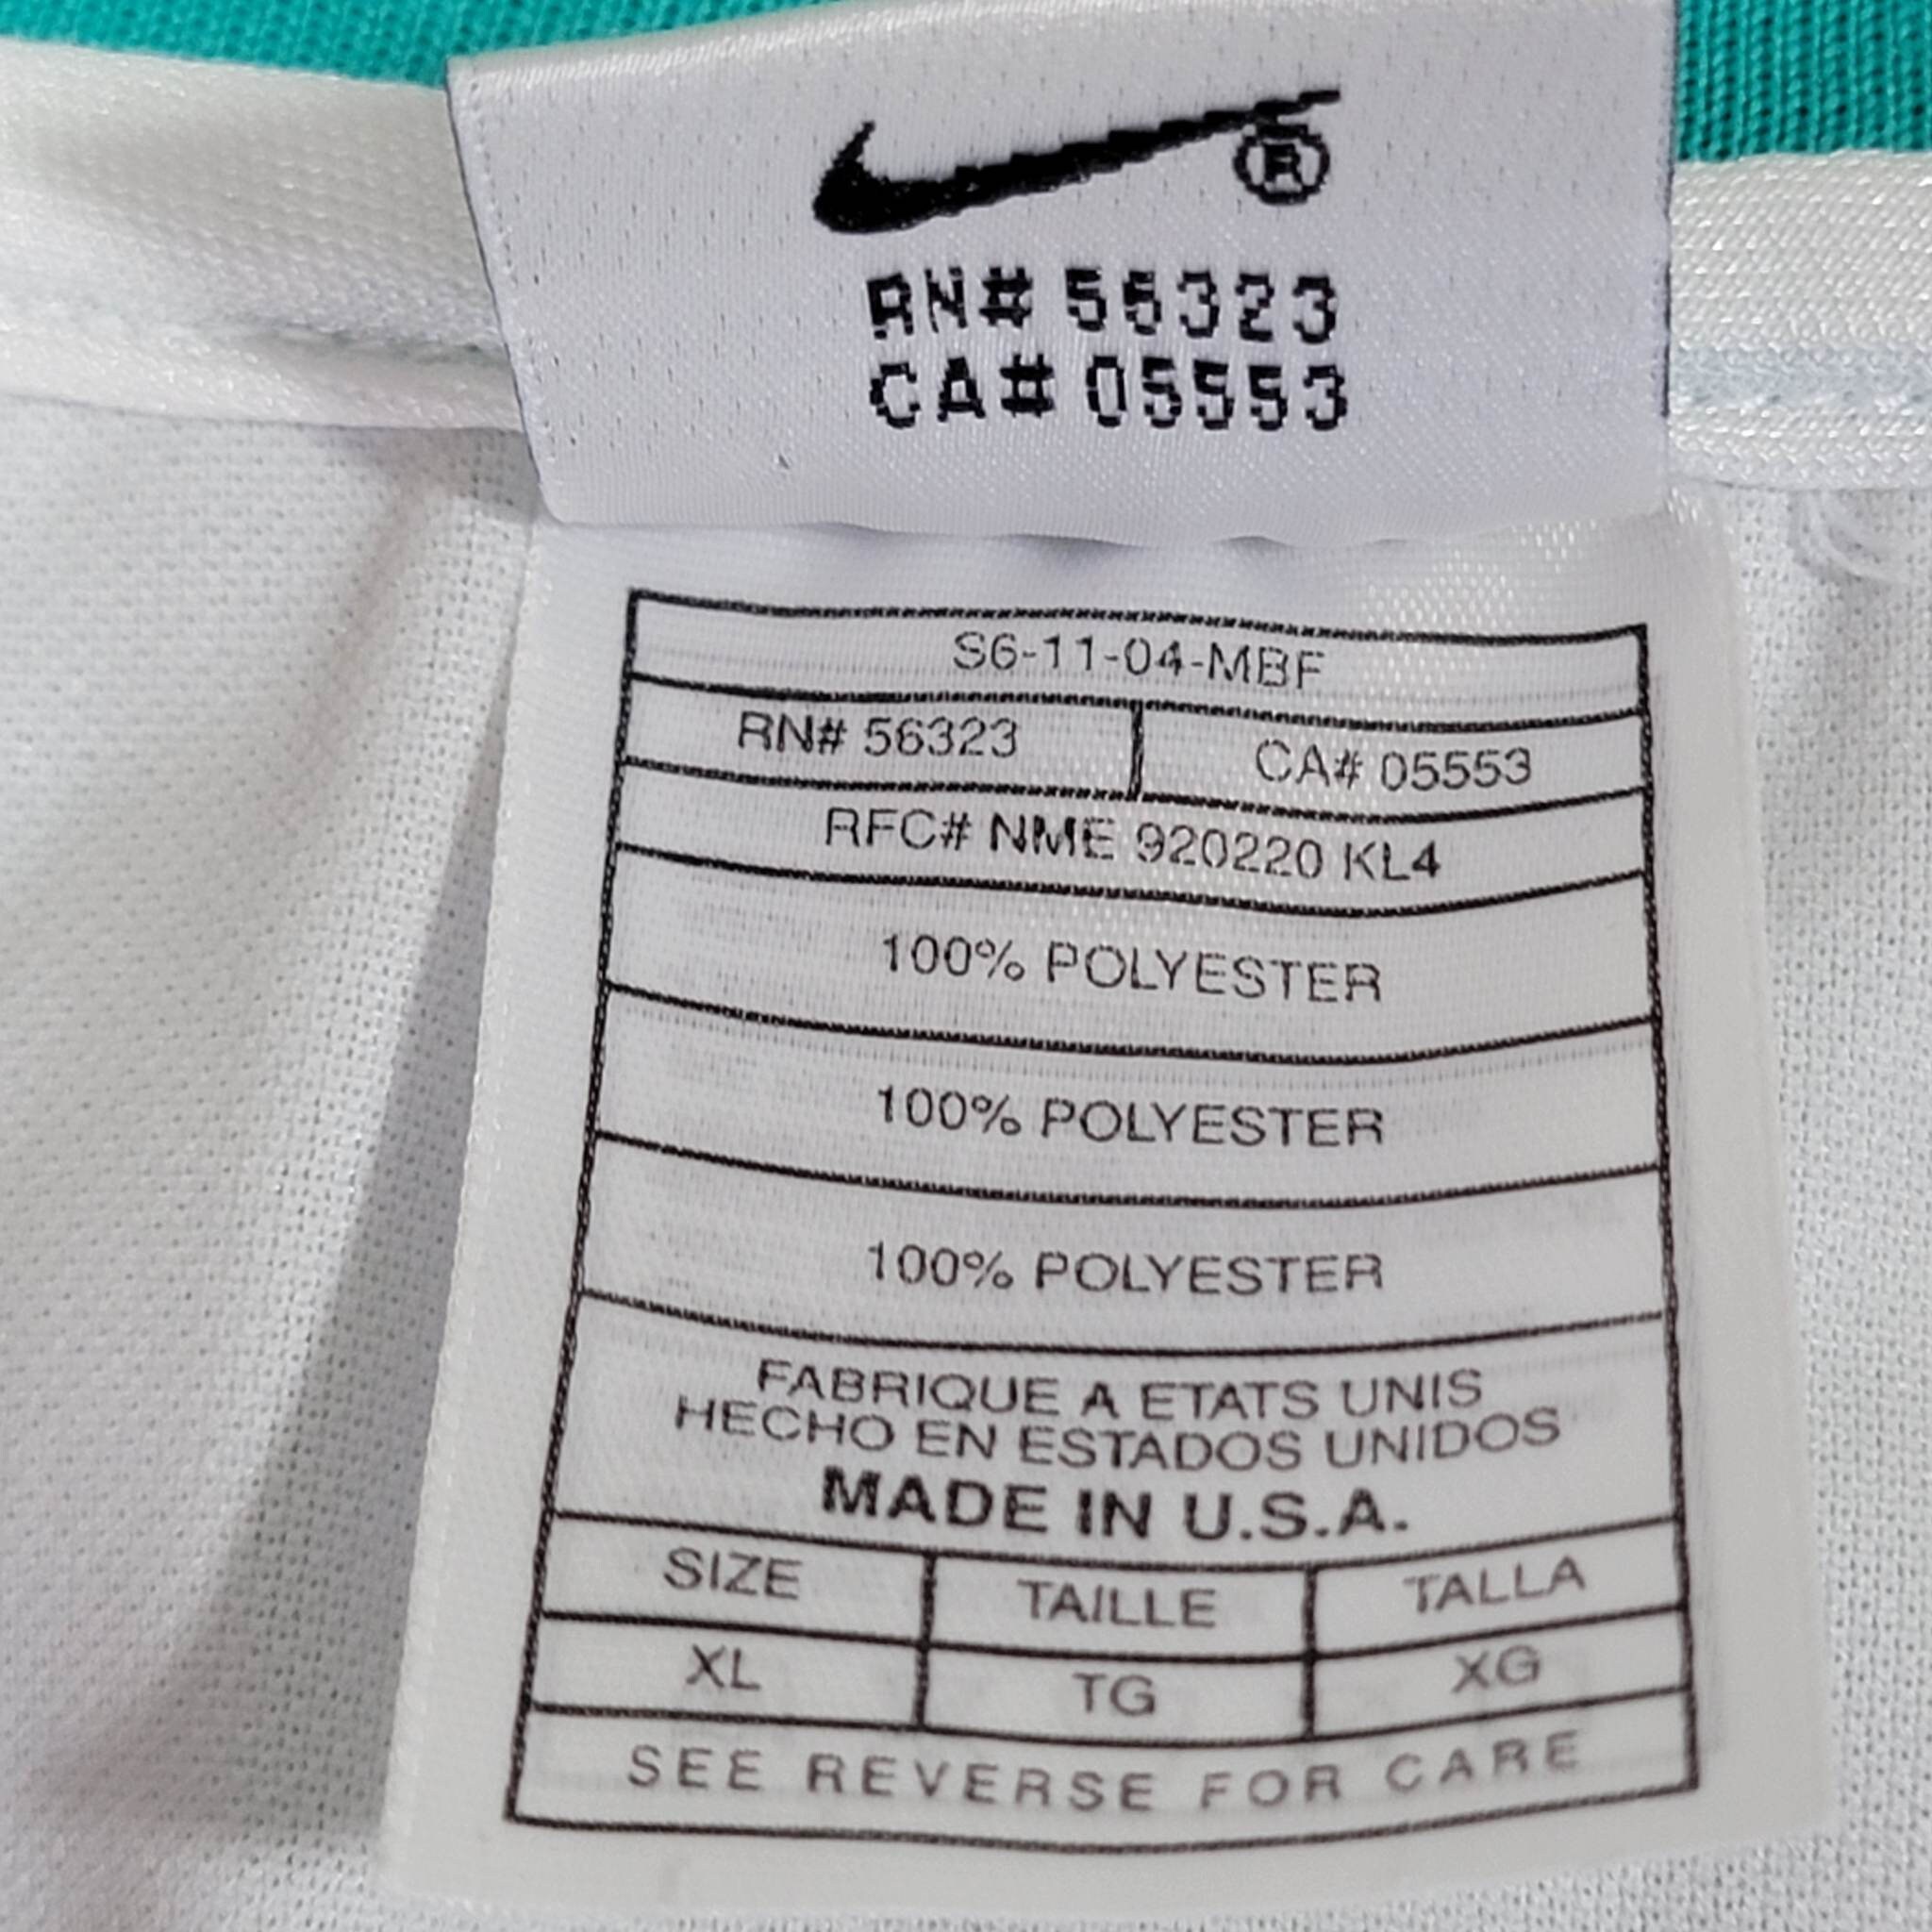 ®
RN# 56323
CA# 05553
S6-11-04-MBF
RN# 56323 CA# 05553
RFC# NME 920220 KL4
100% POLYESTER
100% POLYESTER
100% POLYESTER
FABRIQUE A ETATS UNIS
HECHO EN ESTADOS UNIDOS
MADE IN U.S.A.
SIZE TAILLE TALLA
XL TG XG
SEE REVERSE FOR CARE